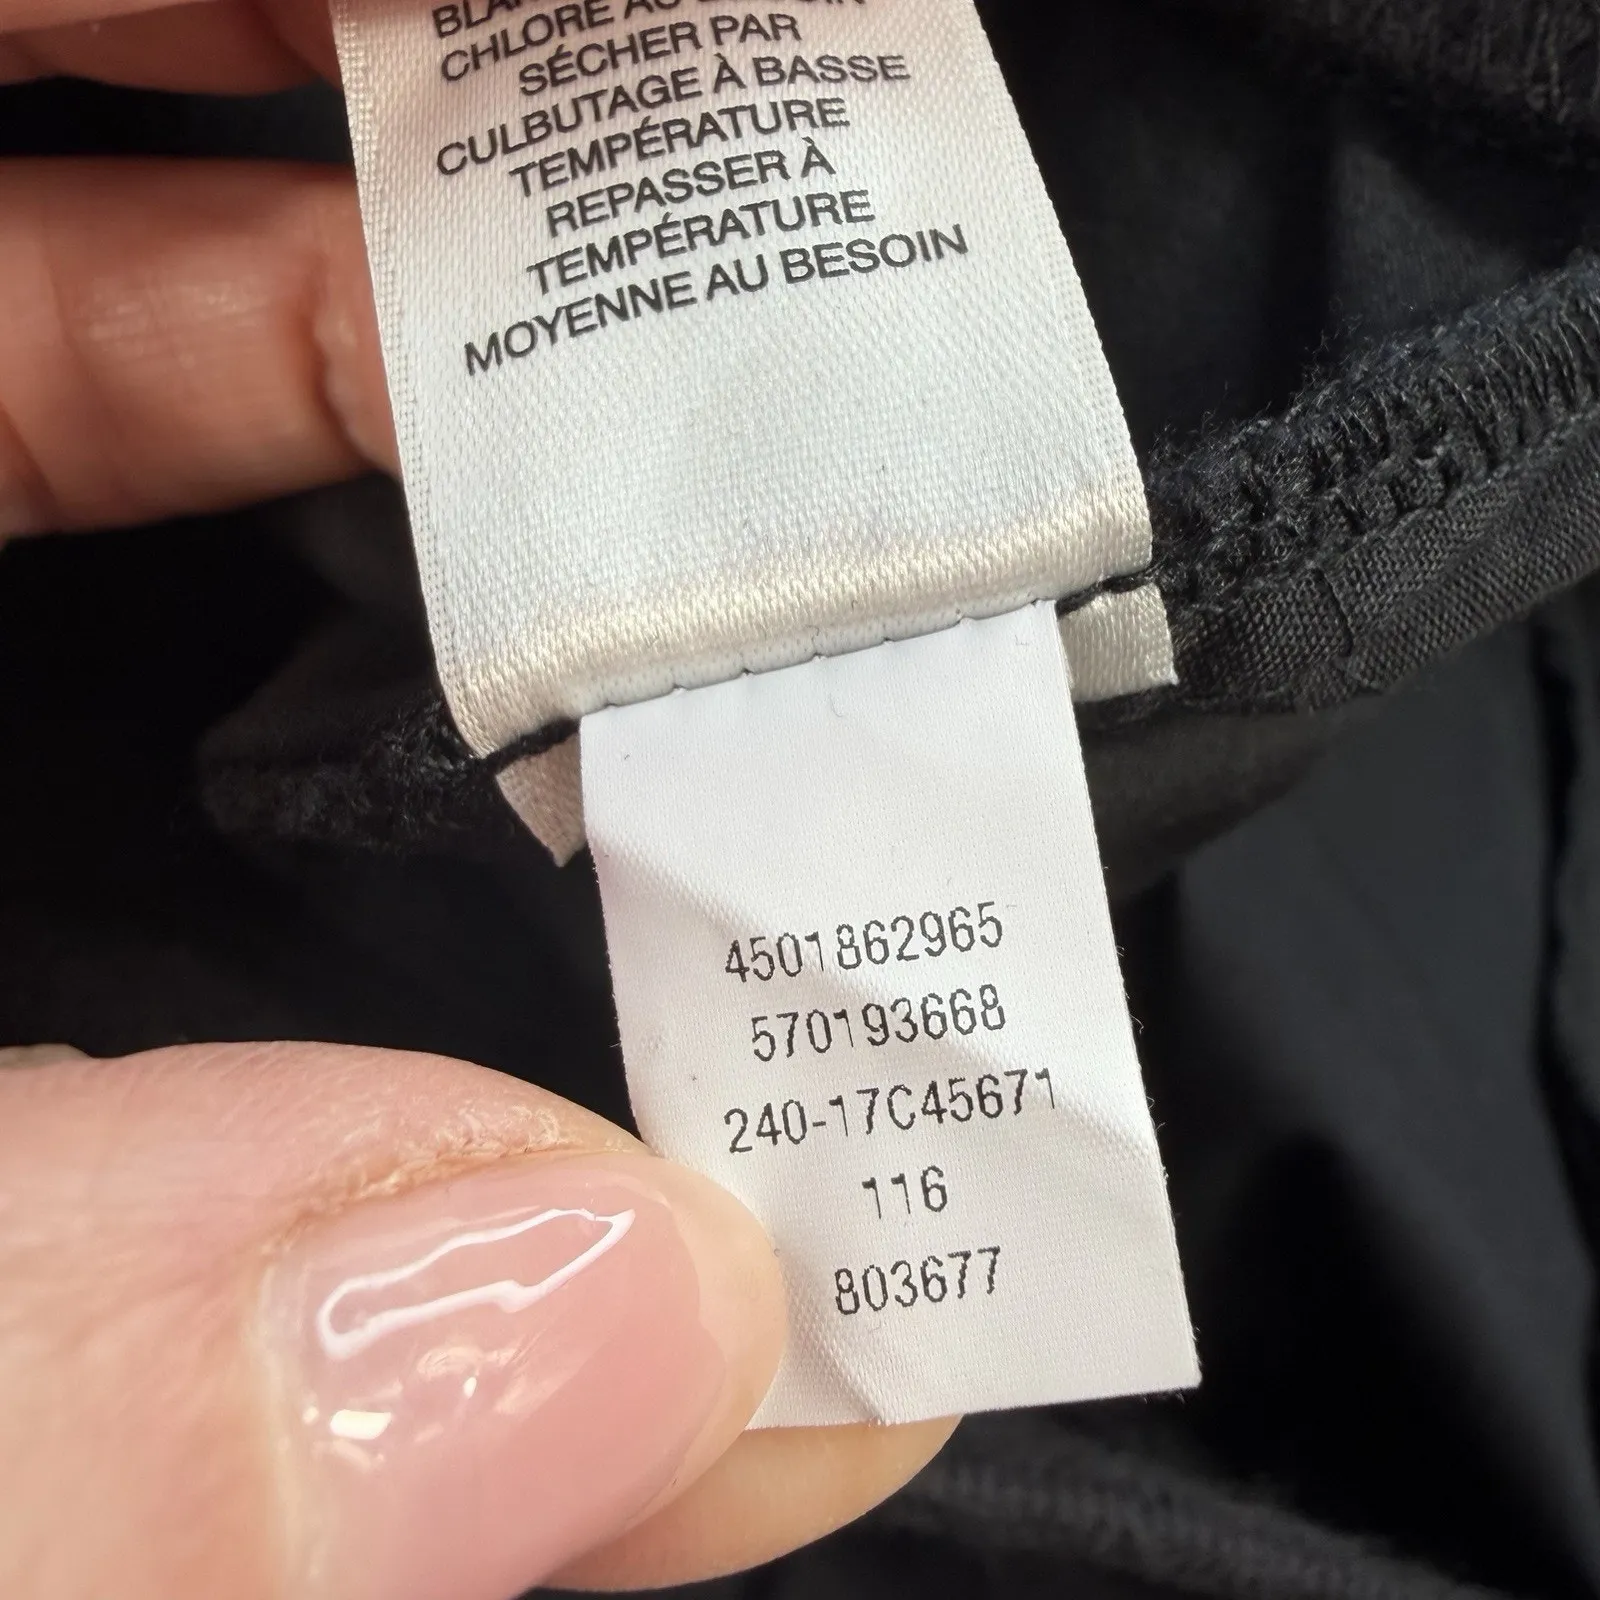 CHLORE AU BESOIN
SÉCHER PAR
CULBUTAGE À BASSE
TEMPÉRATURE
REPASSER À
TEMPÉRATURE
MOYENNE AU BESOIN
4501862965
570193668
240-17C45671
116
803677